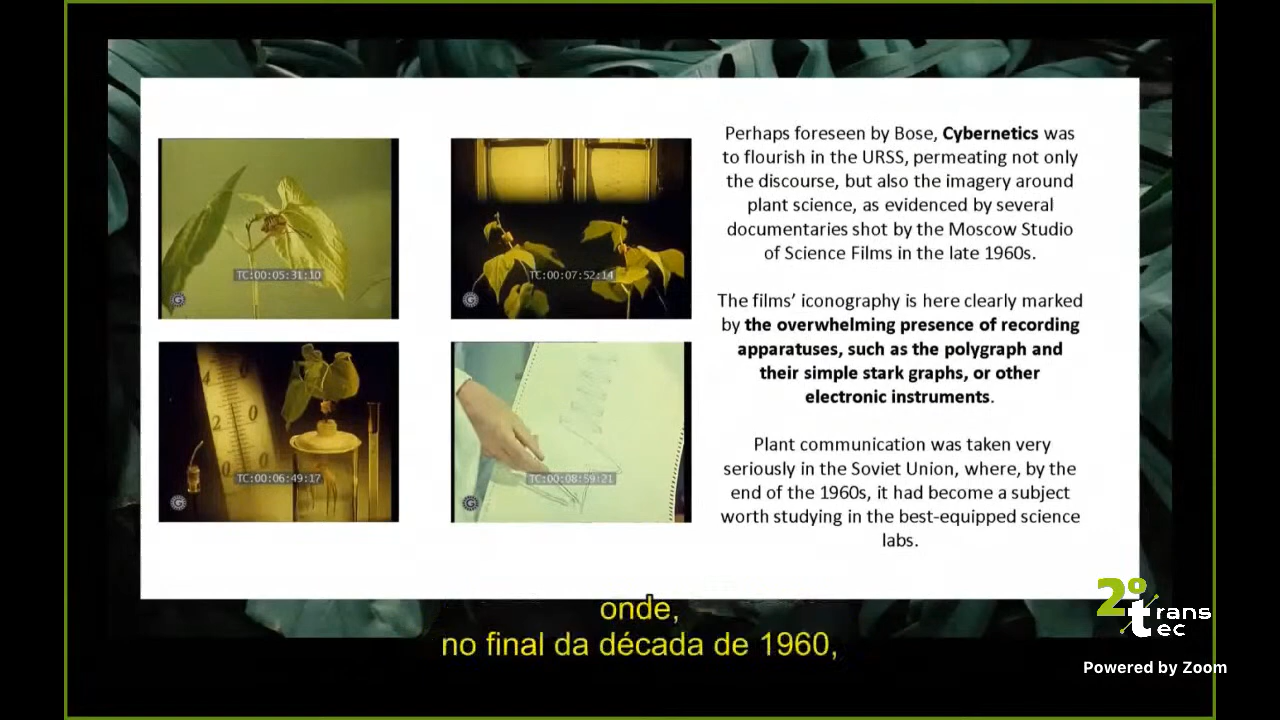 Perhaps foreseen by Bose, Cybernetics was
to flourish in the URSS, permeating not only
the discourse, but also the imagery around
plant science, as evidenced by several
documentaries shot by the Moscow Studio
of Science Films in the late 1960s.
The films’ iconography is here clearly marked
by the overwhelming presence of recording
apparatuses, such as the polygraph and
their simple stark graphs, or other
electronic instruments.
Plant communication was taken very
seriously in the Soviet Union, where, by the
end of the 1960s, it had become a subject
worth studying in the best-equipped science
labs.
TC:00:05:31:10
TC:00:07:52:14
4 0
2 0
0 0
TC:00:06:49:17
TC:00:08:59:21
onde,
no final da década de 1960,
2º
trans
tec
Powered by Zoom